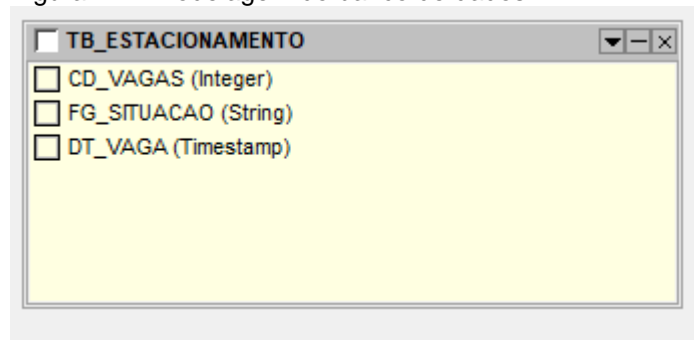 TB_ESTACIONAMENTO
CD_VAGAS (Integer)
FG_SITUACAO (String)
DT_VAGA (Timestamp)